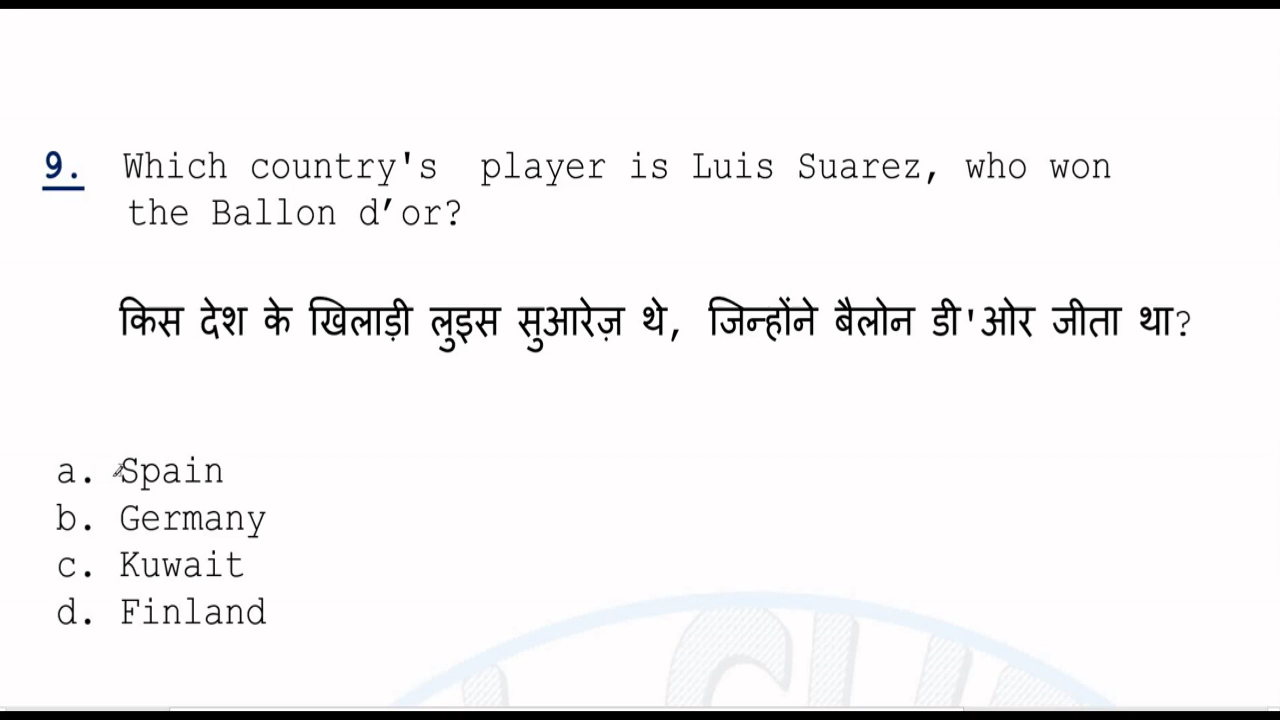 9. Which country's player is Luis Suarez, who won
the Ballon d’or?
किस देश के खिलाड़ी लुइस सुआरेज़ थे, जिन्होंने बैलोन डी'ओर जीता था?
a. Spain
b. Germany
c. Kuwait
d. Finland